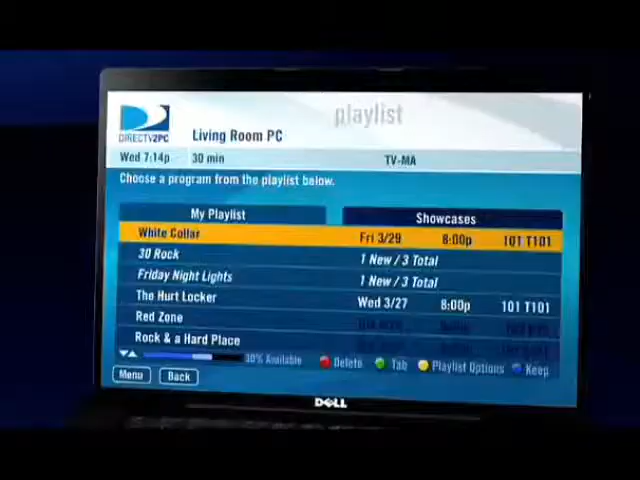 playlist
DIRECTV2PC
Living Room PC
Wed 7:14p 30 min TV-MA
Choose a program from the playlist below.
My Playlist Showcases
White Collar Fri 3/29 8:00p 101 T101
30 Rock 1 New / 3 Total
Friday Night Lights 1 New / 3 Total
The Hurt Locker Wed 3/27 8:00p 101 T101
Red Zone
Rock & a Hard Place
30% Available Delete Tab Playlist Options Keep
Menu Back
DELL